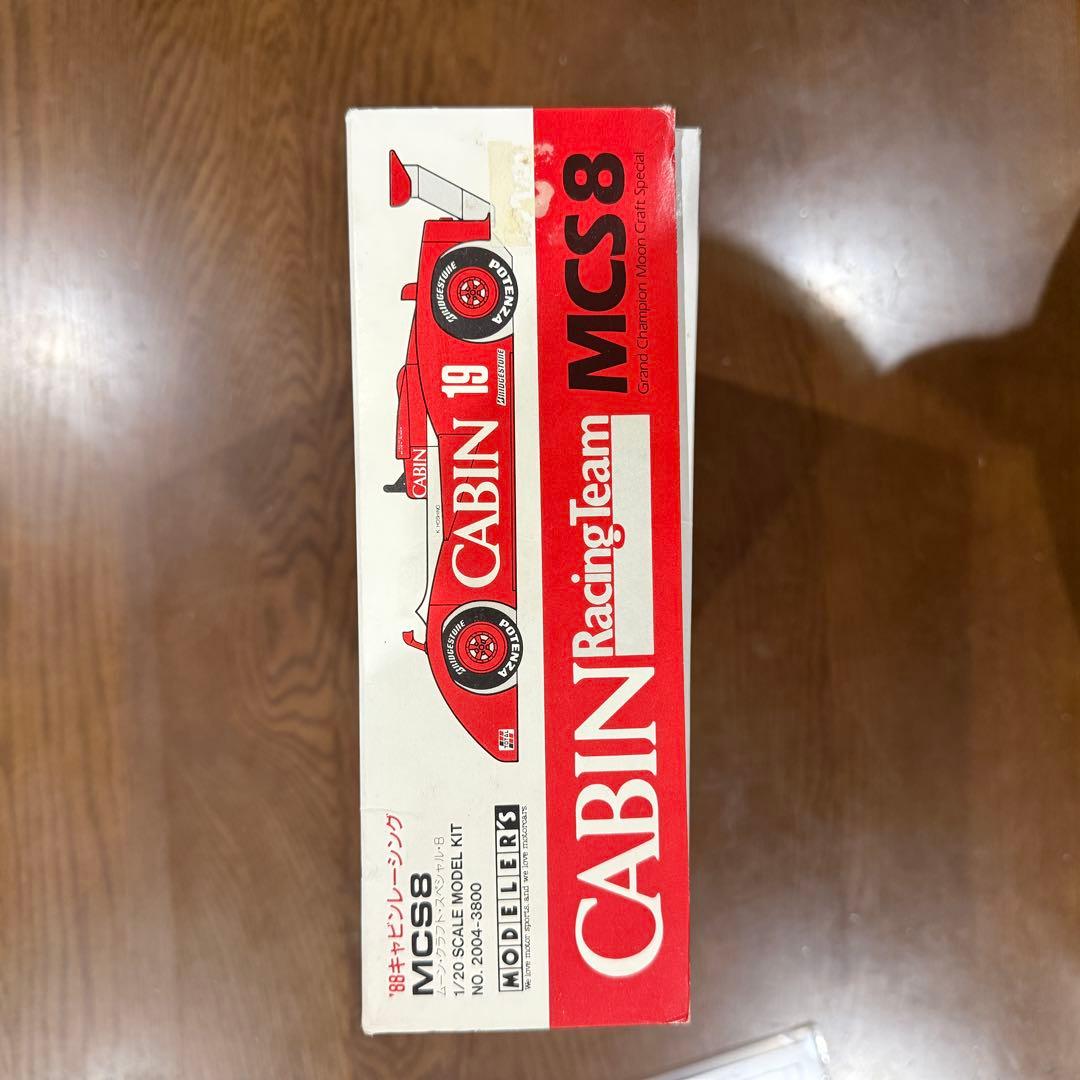 '88キャビンレーシング
MCS8
ムーン・クラフト・スペシャル・8
1/20 SCALE MODEL KIT
NO. 2004-3800
MODELER'S
We love motor sports, and we love motorcars.
CABIN
CABIN 19
BRIDGESTONE
TOTAL
BRIDGESTONE
POTENZA
BRIDGESTONE
POTENZA
CABIN RacingTeam
MCS8
Grand Champion Moon Craft Special